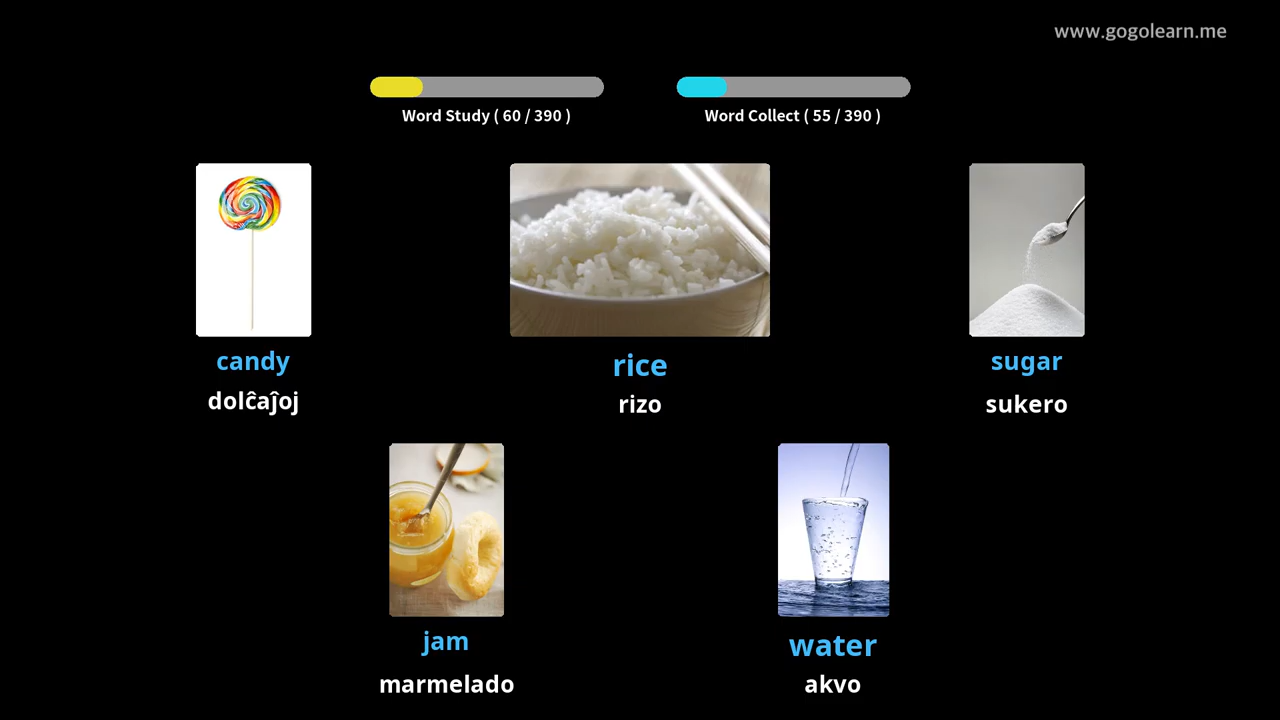 www.gogolearn.me
Word Study ( 60 / 390 )
Word Collect ( 55 / 390 )
candy
dolĉaĵoj
rice
rizo
sugar
sukero
jam
marmelado
water
akvo